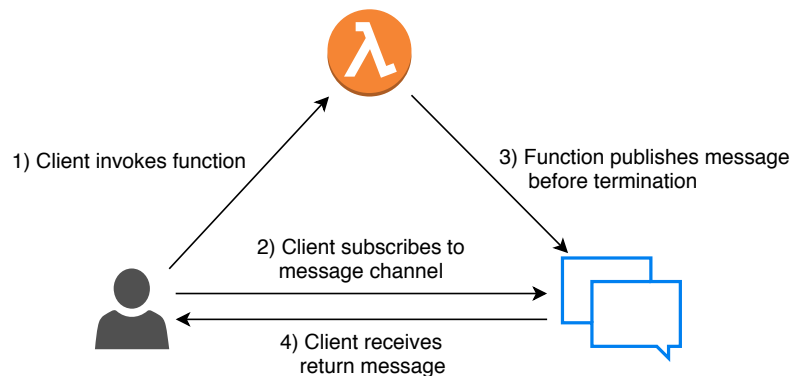 1) Client invokes function
3) Function publishes message
before termination
2) Client subscribes to
message channel
4) Client receives
return message